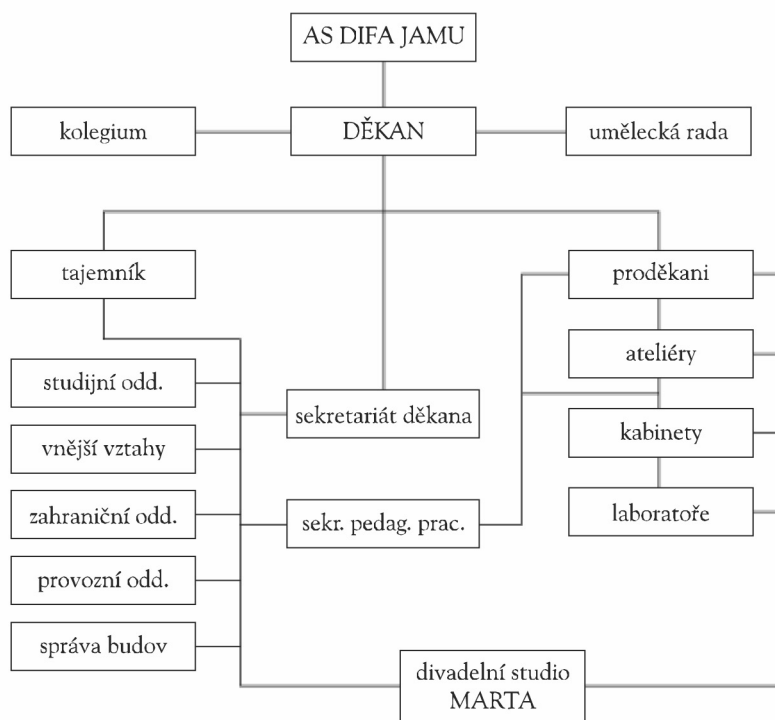 AS DIFA JAMU
kolegium
DĚKAN
umělecká rada
tajemník
proděkani
ateliéry
studijní odd.
sekretariát děkana
kabinety
vnější vztahy
zahraniční odd.
sekr. pedag. prac.
laboratoře
provozní odd.
správa budov
divadelní studio
MARTA